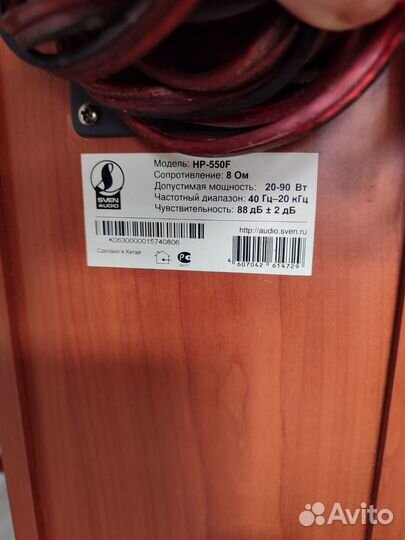 Модель: HP-550F
Сопротивление: 8 Ом
Допустимая мощность: 20-90 Вт
Частотный диапазон: 40 Гц–20 кГц
Чувствительность: 88 дБ ± 2 дБ
SVEN
AUDIO
K0630000015740806
http://audio.sven.ru
Сделано в Китае
4 607042 614729
Avito